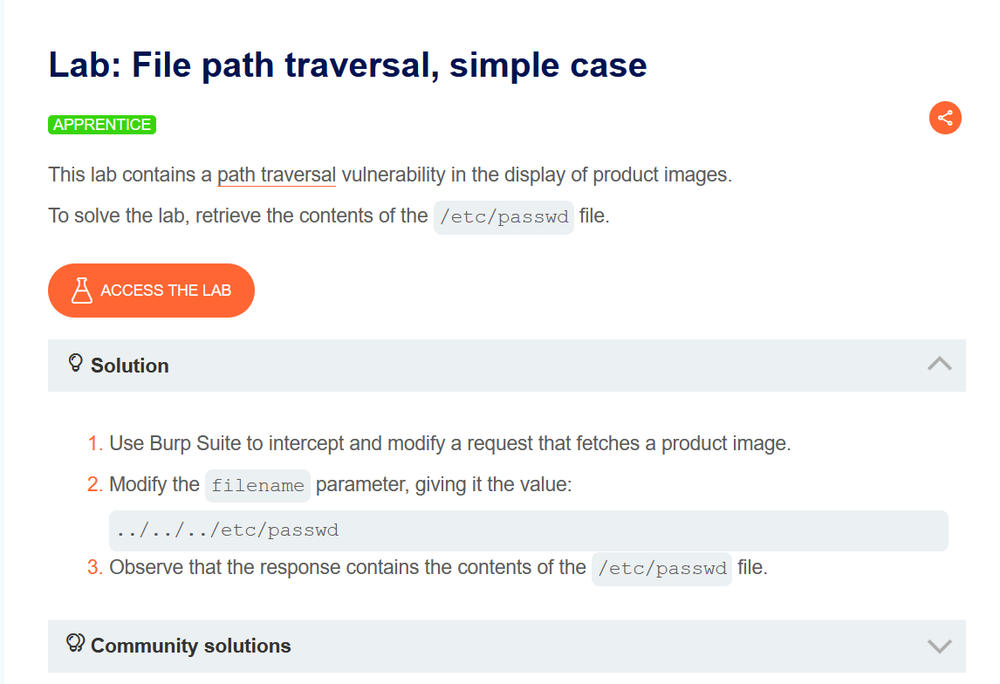 Lab: File path traversal, simple case
APPRENTICE
This lab contains a path traversal vulnerability in the display of product images.
To solve the lab, retrieve the contents of the /etc/passwd file.
ACCESS THE LAB
Solution
1. Use Burp Suite to intercept and modify a request that fetches a product image.
2. Modify the filename parameter, giving it the value:
../../../etc/passwd
3. Observe that the response contains the contents of the /etc/passwd file.
Community solutions